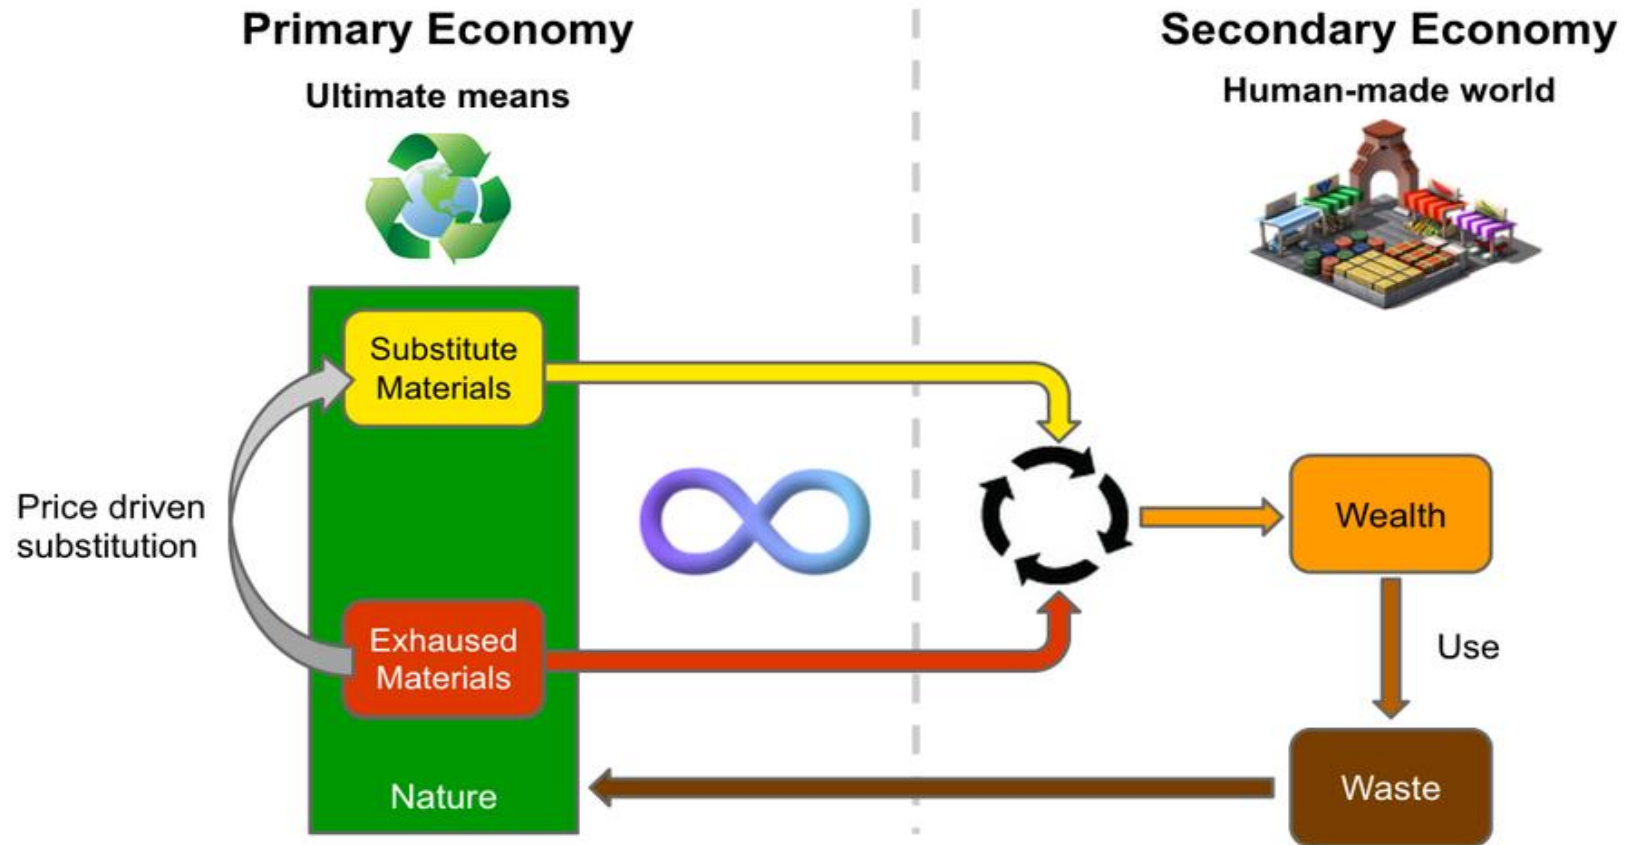 Primary Economy
Secondary Economy
Ultimate means
Human-made world
Substitute
Materials
Price driven
substitution
Wealth
Exhaused
Materials
Use
Nature
Waste